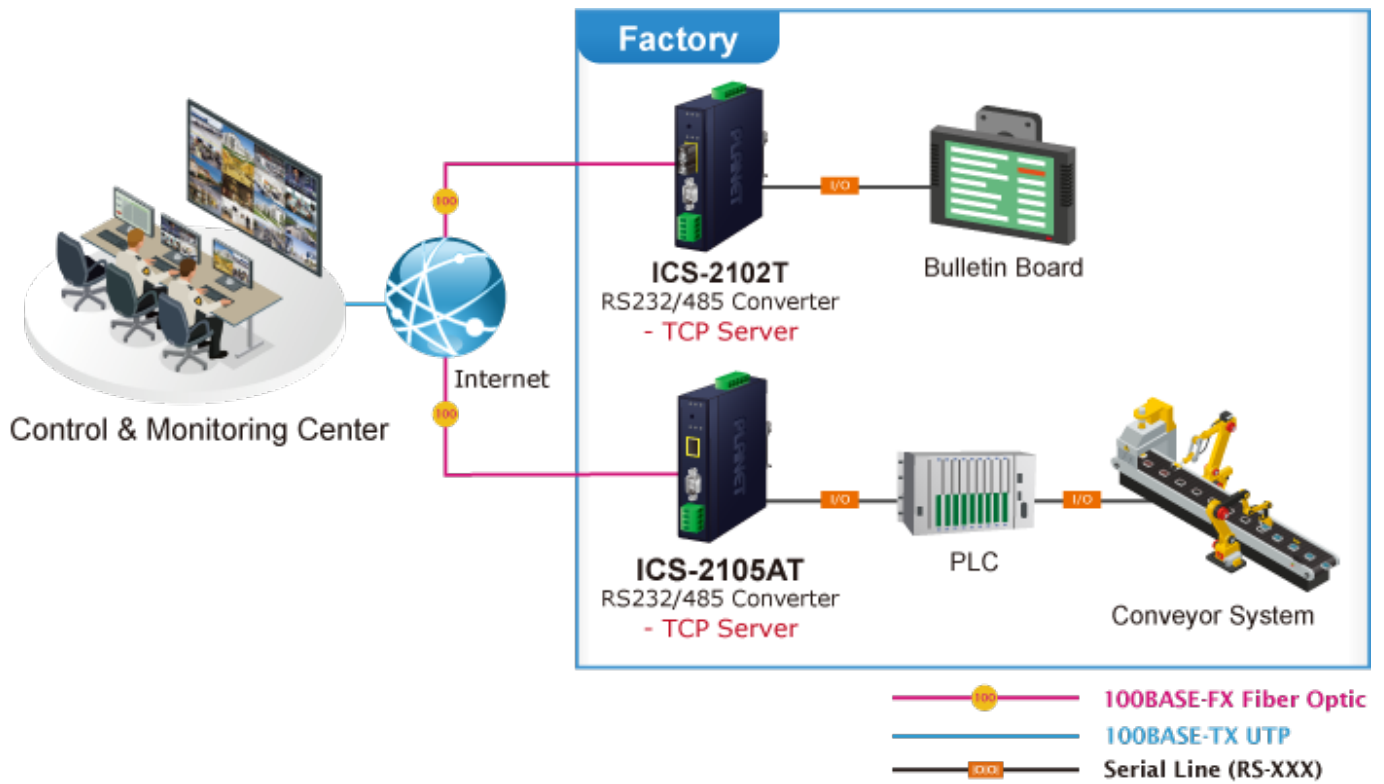 Factory
PLANET
100
I/O
ICS-2102T
RS232/485 Converter
- TCP Server
Bulletin Board
Internet
Control & Monitoring Center
100
PLANET
I/O
I/O
ICS-2105AT
RS232/485 Converter
- TCP Server
PLC
Conveyor System
100
100BASE-FX Fiber Optic
100BASE-TX UTP
Serial Line (RS-XXX)